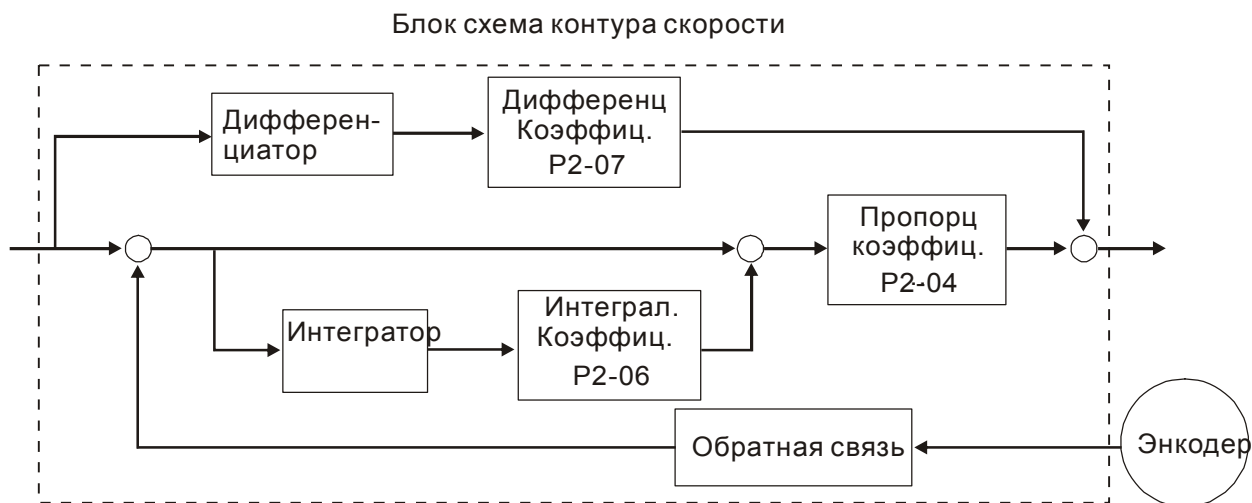 Блок схема контура скорости
Дифферен-
циатор
Дифференц
Коэффиц.
P2-07
Пропорц
коэффиц.
P2-04
Интегратор
Интеграл.
Коэффиц.
P2-06
Обратная связь
Энкодер